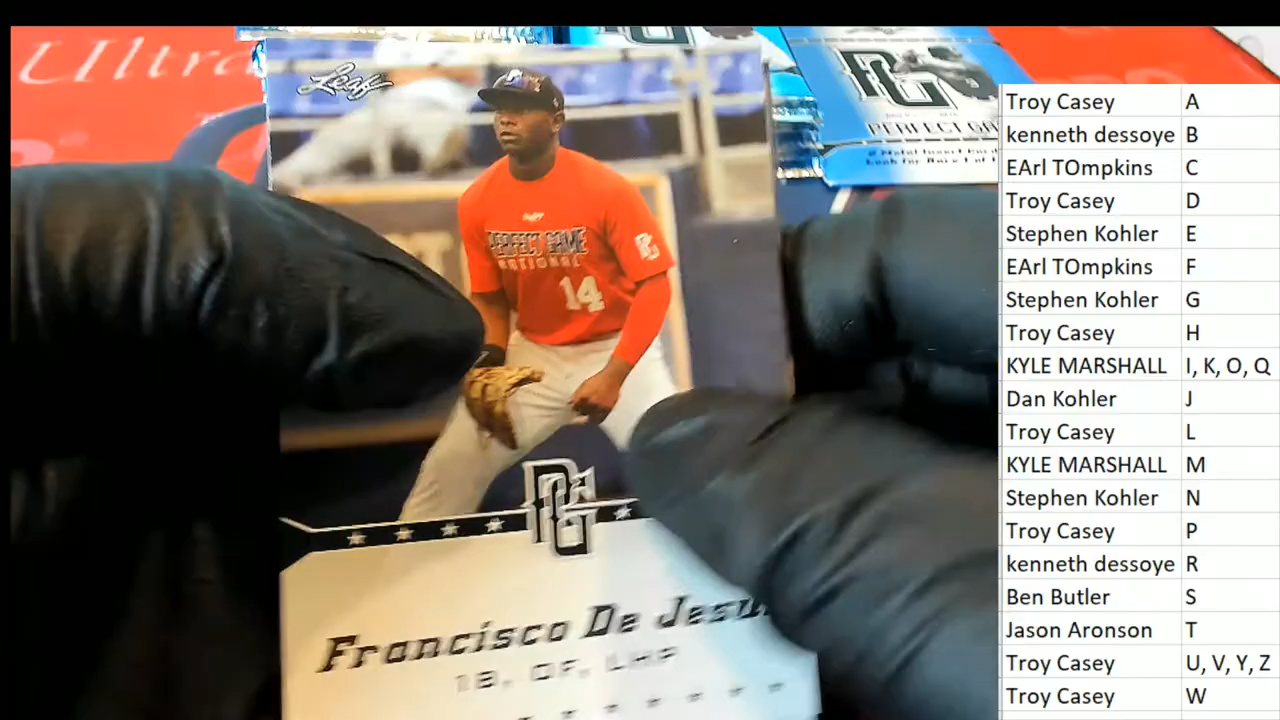 Ultra
Leaf
PG
PERFECT GA
PERFECT GAME
NATIONAL
PG
14
PG
Francisco De Jesu
1B, OF, LHP
Troy Casey A
kenneth dessoye B
EArl TOmpkins C
Troy Casey D
Stephen Kohler E
EArl TOmpkins F
Stephen Kohler G
Troy Casey H
KYLE MARSHALL I, K, O, Q
Dan Kohler J
Troy Casey L
KYLE MARSHALL M
Stephen Kohler N
Troy Casey P
kenneth dessoye R
Ben Butler S
Jason Aronson T
Troy Casey U, V, Y, Z
Troy Casey W